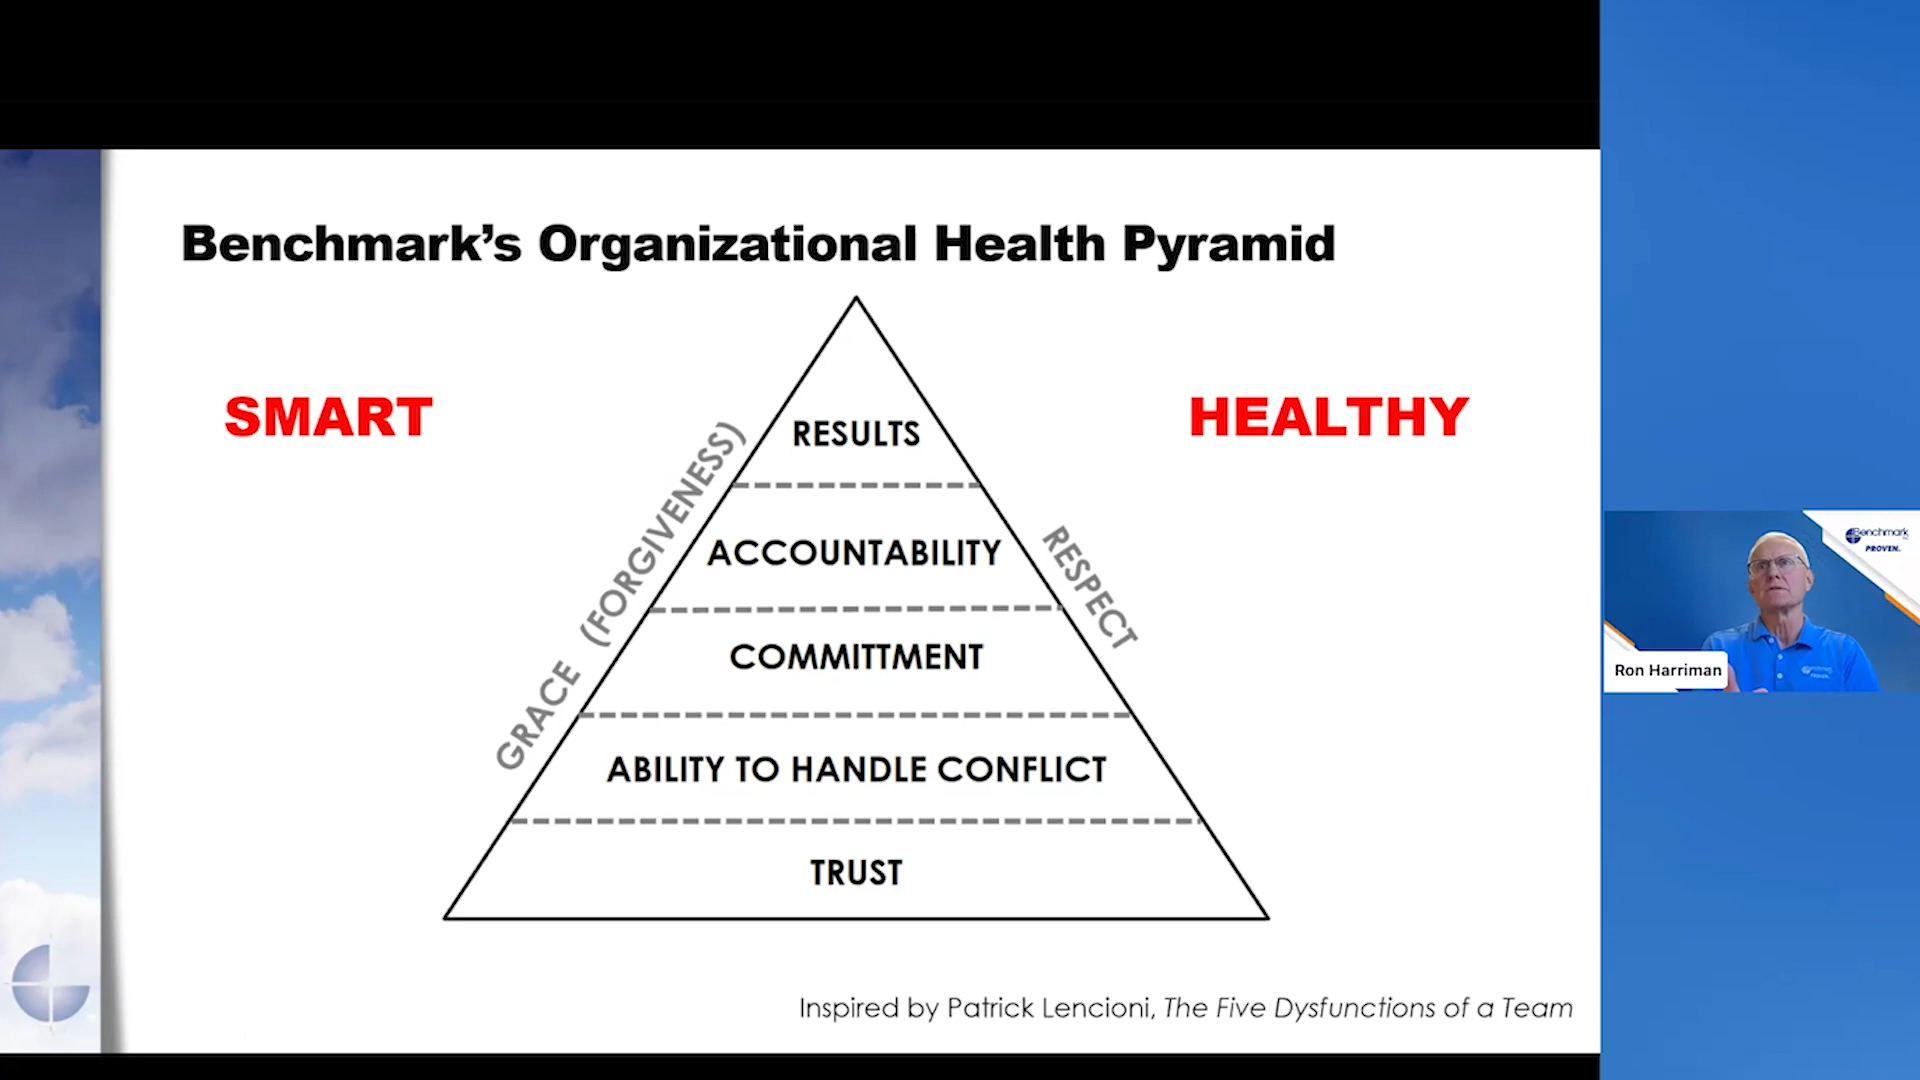 Benchmark's Organizational Health Pyramid
SMART
HEALTHY
RESULTS
GRACE (FORGIVENESS)
ACCOUNTABILITY
RESPECT
COMMITTMENT
ABILITY TO HANDLE CONFLICT
TRUST
Inspired by Patrick Lencioni, The Five Dysfunctions of a Team
Benchmark
PROVEN.
Ron Harriman